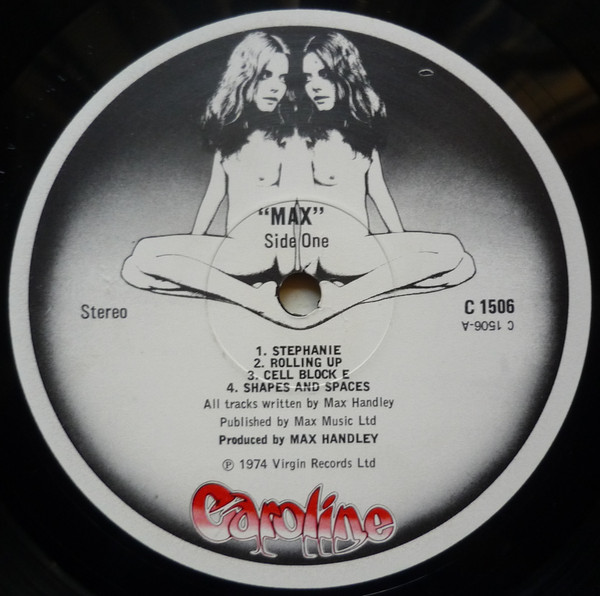 "MAX"
Side One
Stereo
C 1506
C 1506-A
1. STEPHANIE
2. ROLLING UP
3. CELL BLOCK E
4. SHAPES AND SPACES
All tracks written by Max Handley
Published by Max Music Ltd
Produced by MAX HANDLEY
℗ 1974 Virgin Records Ltd
Caroline